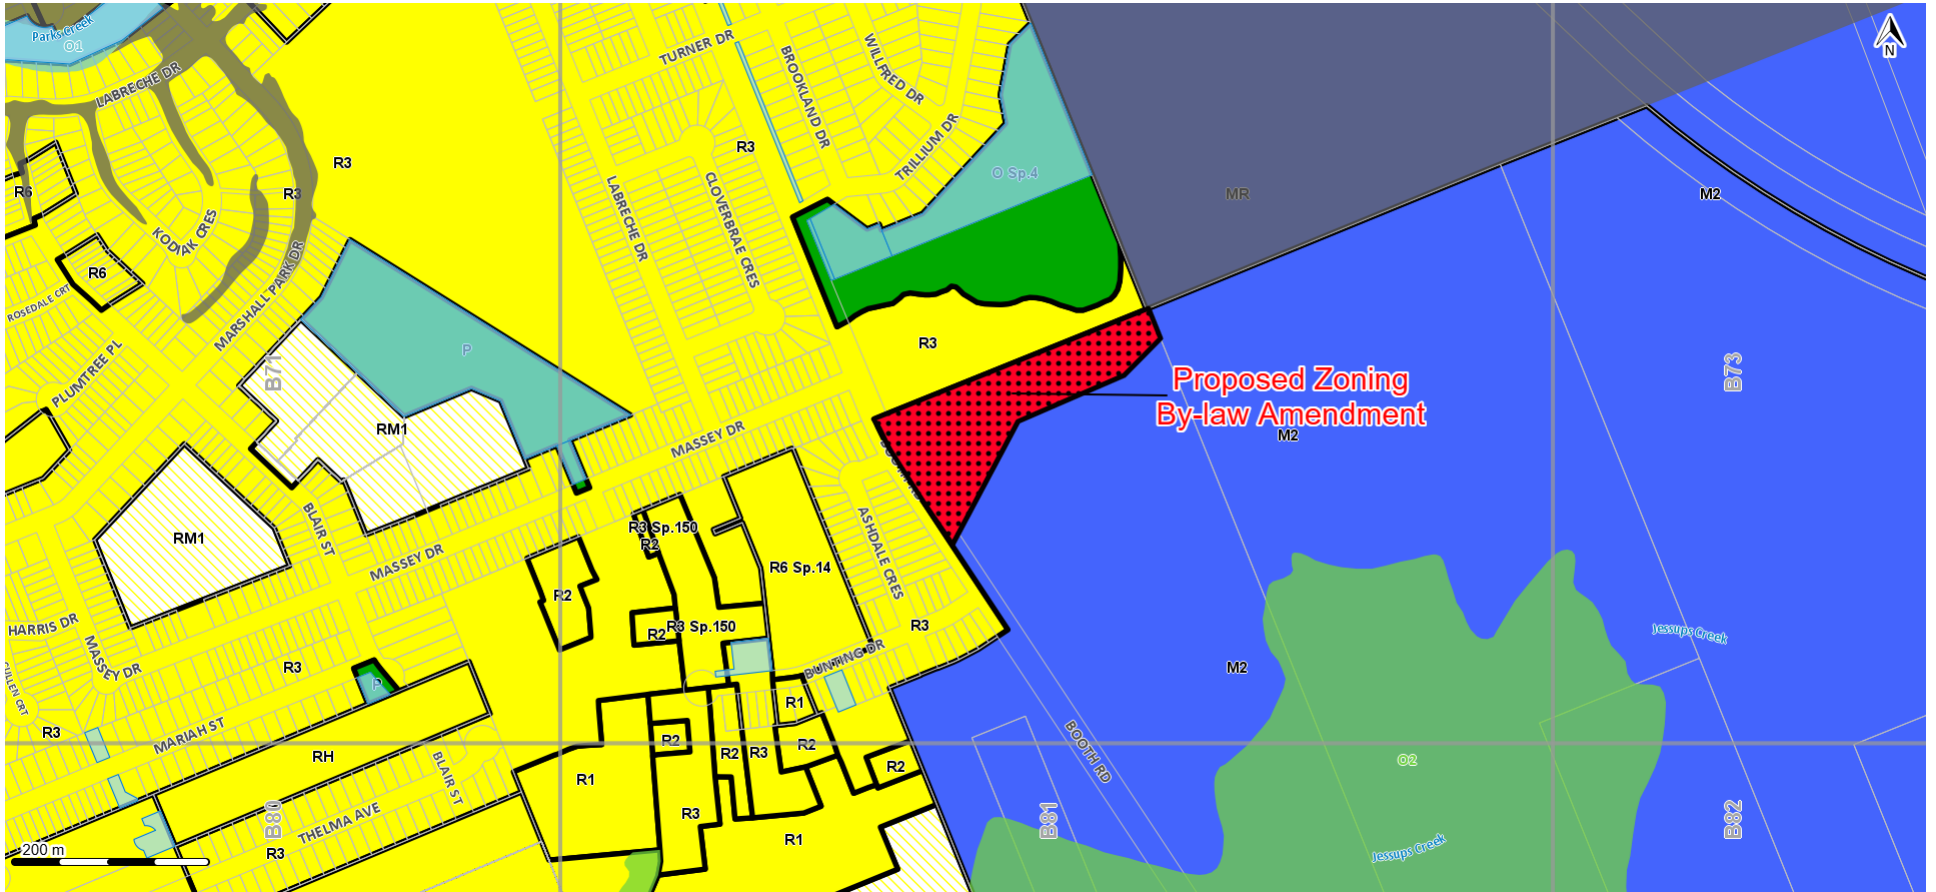 Parks Creek
O1
LABRECHE DR
TURNER DR
BROOKLAND DR
WILFRED DR
TRILLIUM DR
N
R3
R3
R3
R6
KODIAK CRES
LABRECHE DR
CLOVERBRAE CRES
O Sp.4
MR
M2
R6
ROSEDALE CRT
MARSHALL PARK DR
PLUMTREE PL
B71
P
R3
Proposed Zoning
By-law Amendment
B73
M2
RM1
MASSEY DR
RM1
BLAIR ST
MASSEY DR
R3 Sp.150
R2
R6 Sp.14
ASHDALE CRES
R2
R2
R3 Sp.150
R3
HARRIS DR
MASSEY DR
R3
P
BUNTING DR
M2
Jessups Creek
R3
MARIAH ST
RH
BLAIR ST
R1
R2
R2
R3
R1
R2
R2
BOOTH RD
O2
R1
R3
R1
B80
THELMA AVE
R3
B81
B82
Jessups Creek
200 m